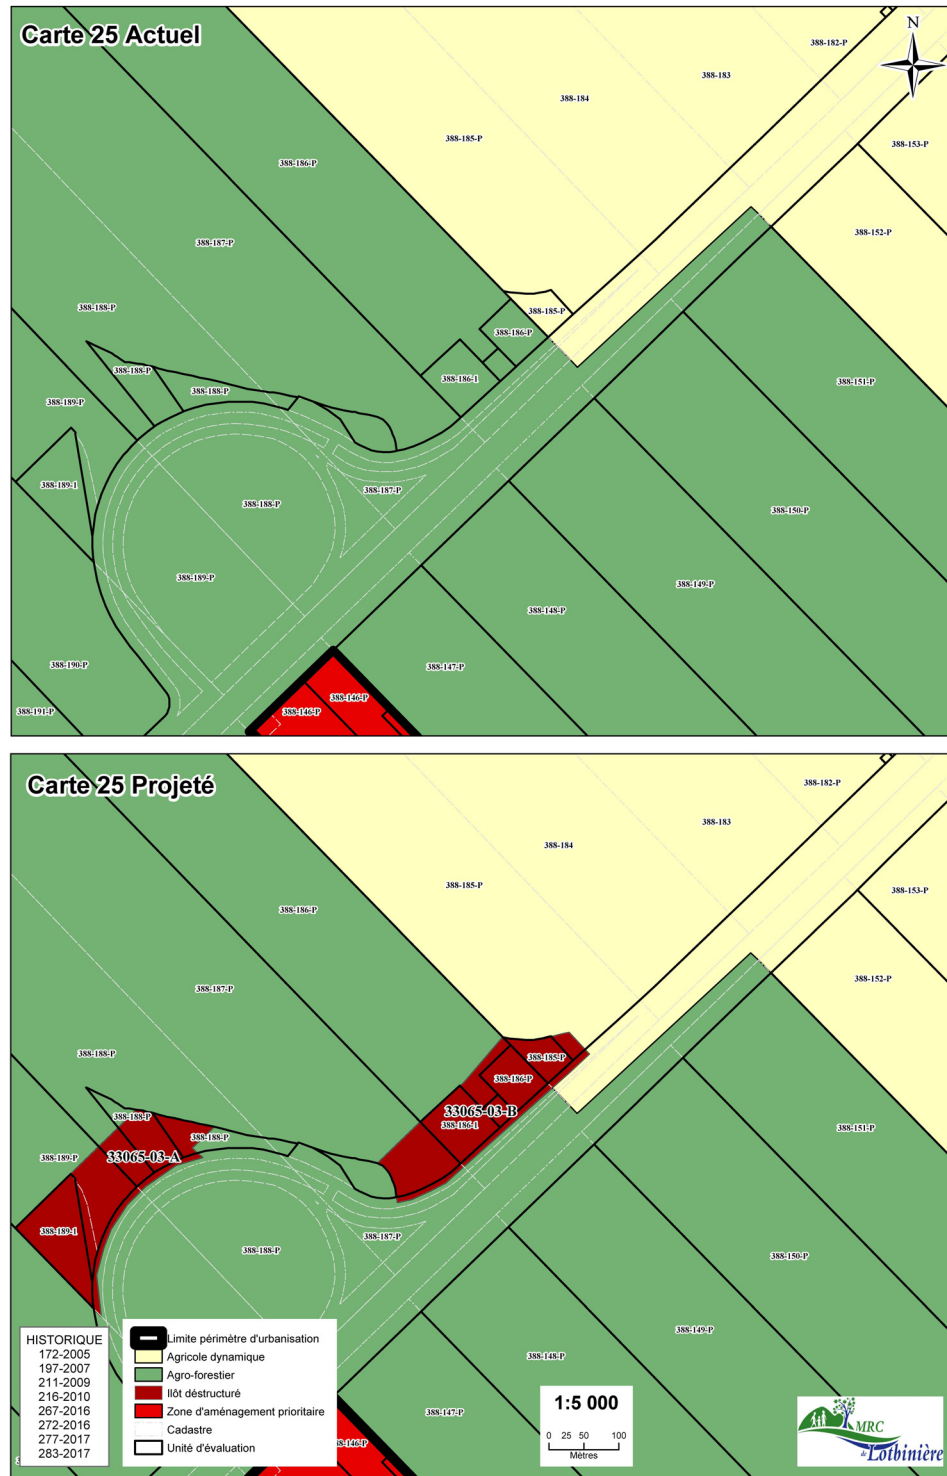 Carte 25 Actuel
N
388-182-P
388-183
388-184
388-185-P
388-153-P
388-186-P
388-152-P
388-187-P
388-188-P
388-185-P
388-186-P
388-188-P
388-186-1
388-151-P
388-188-P
388-189-P
388-189-1
388-187-P
388-188-P
388-150-P
388-189-P
388-149-P
388-148-P
388-190-P
388-147-P
388-146-P
388-191-P
388-146-P
Carte 25 Projeté
388-182-P
388-183
388-184
388-185-P
388-153-P
388-186-P
388-152-P
388-187-P
388-188-P
388-185-P
388-186-P
33065-03-B
388-188-P
388-186-1
388-151-P
388-188-P
33065-03-A
388-189-P
388-189-1
388-187-P
388-188-P
388-150-P
388-149-P
388-148-P
388-147-P
88-146-P
HISTORIQUE
172-2005
197-2007
211-2009
216-2010
267-2016
272-2016
277-2017
283-2017
Limite périmètre d'urbanisation
Agricole dynamique
Agro-forestier
Ilôt déstructuré
Zone d'aménagement prioritaire
Cadastre
Unité d'évaluation
1:5 000
0 25 50 100
Mètres
MRC
de Lotbinière